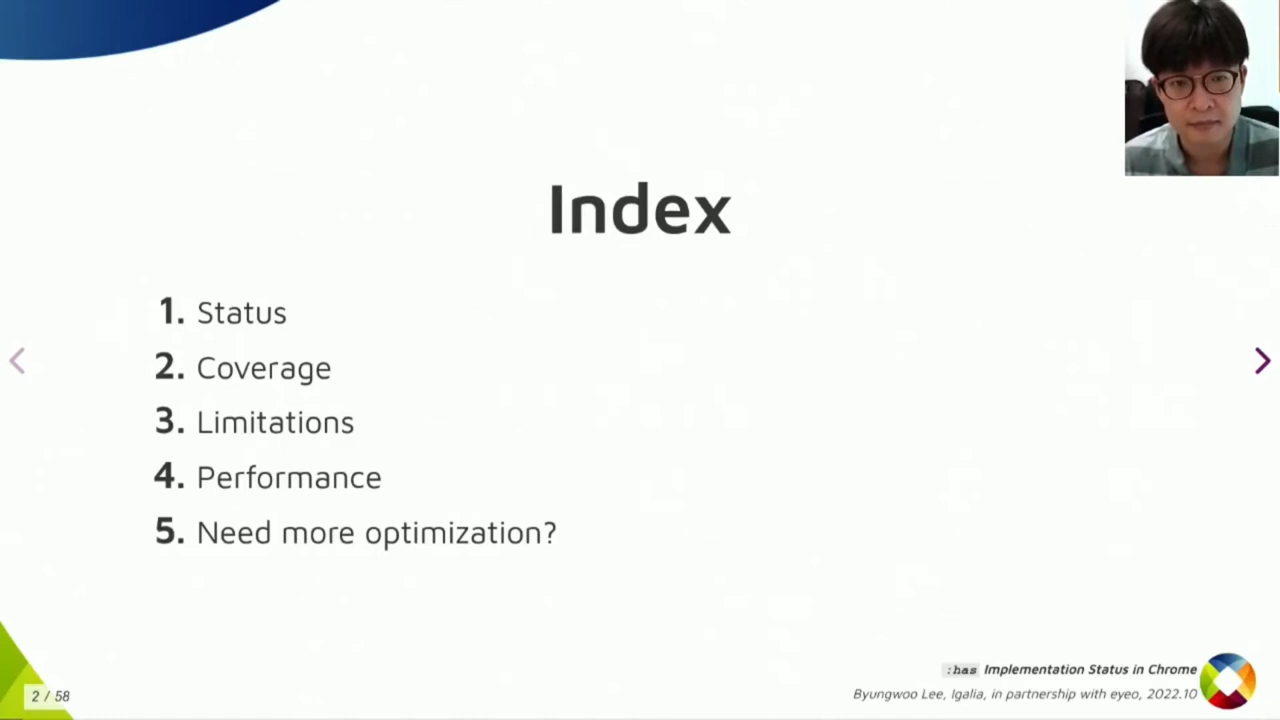 Index
1. Status
2. Coverage
3. Limitations
4. Performance
5. Need more optimization?
2 / 58
:has Implementation Status in Chrome
Byungwoo Lee, Igalia, in partnership with eyeo, 2022.10